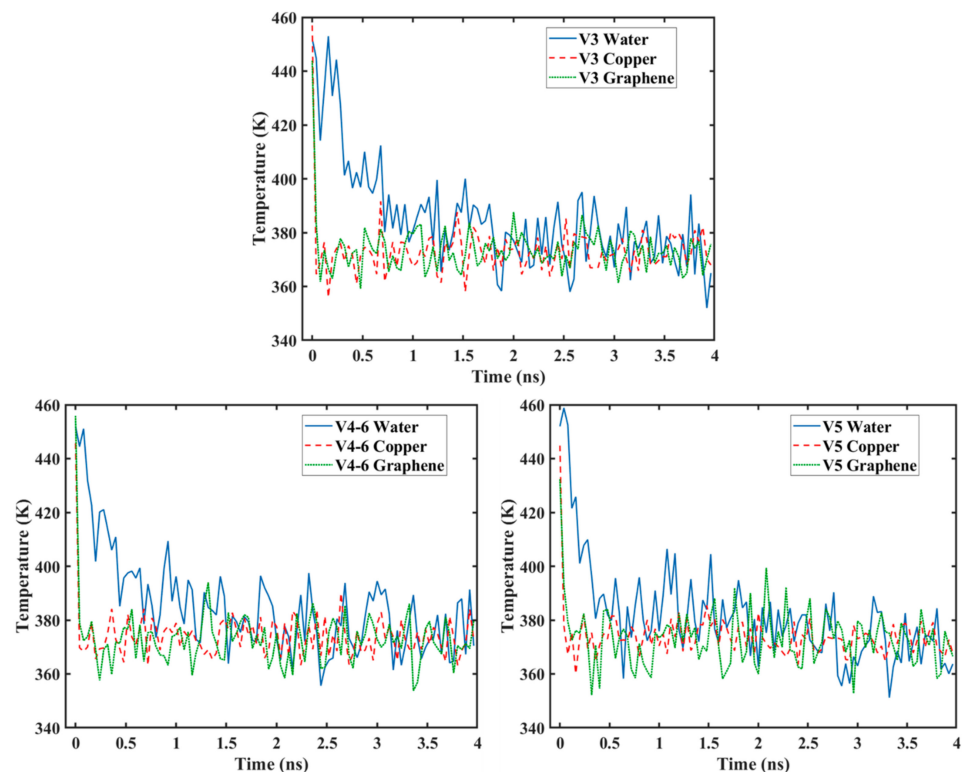 460
V3 Water
V3 Copper
V3 Graphene
440
420
400
380
360
340
Temperature (K)
0 0.5 1 1.5 2 2.5 3 3.5 4
Time (ns)
460
V4-6 Water
V4-6 Copper
V4-6 Graphene
440
420
400
380
360
340
Temperature (K)
0 0.5 1 1.5 2 2.5 3 3.5 4
Time (ns)
460
V5 Water
V5 Copper
V5 Graphene
440
420
400
380
360
340
Temperature (K)
0 0.5 1 1.5 2 2.5 3 3.5 4
Time (ns)